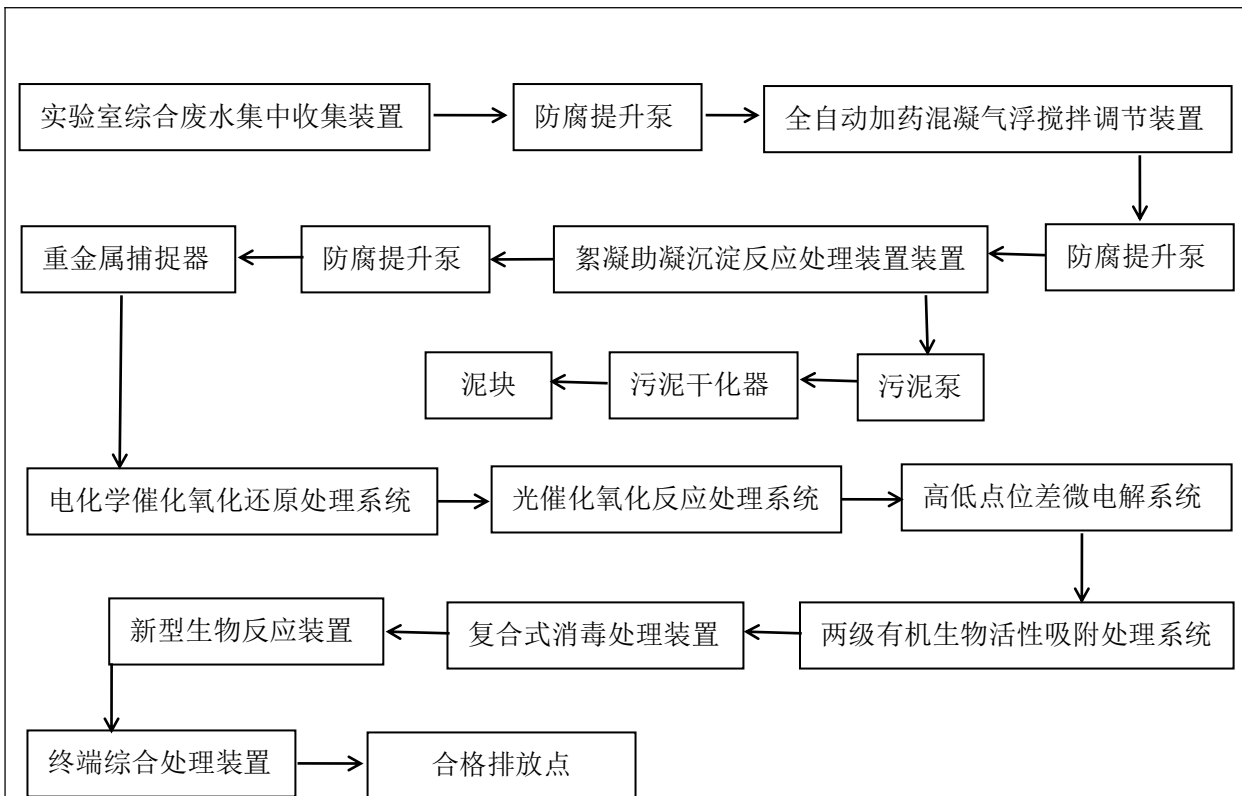 实验室综合废水集中收集装置
防腐提升泵
全自动加药混凝气浮搅拌调节装置
重金属捕捉器
防腐提升泵
絮凝助凝沉淀反应处理装置装置
防腐提升泵
泥块
污泥干化器
污泥泵
电化学催化氧化还原处理系统
光催化氧化反应处理系统
高低点位差微电解系统
新型生物反应装置
复合式消毒处理装置
两级有机生物活性吸附处理系统
终端综合处理装置
合格排放点